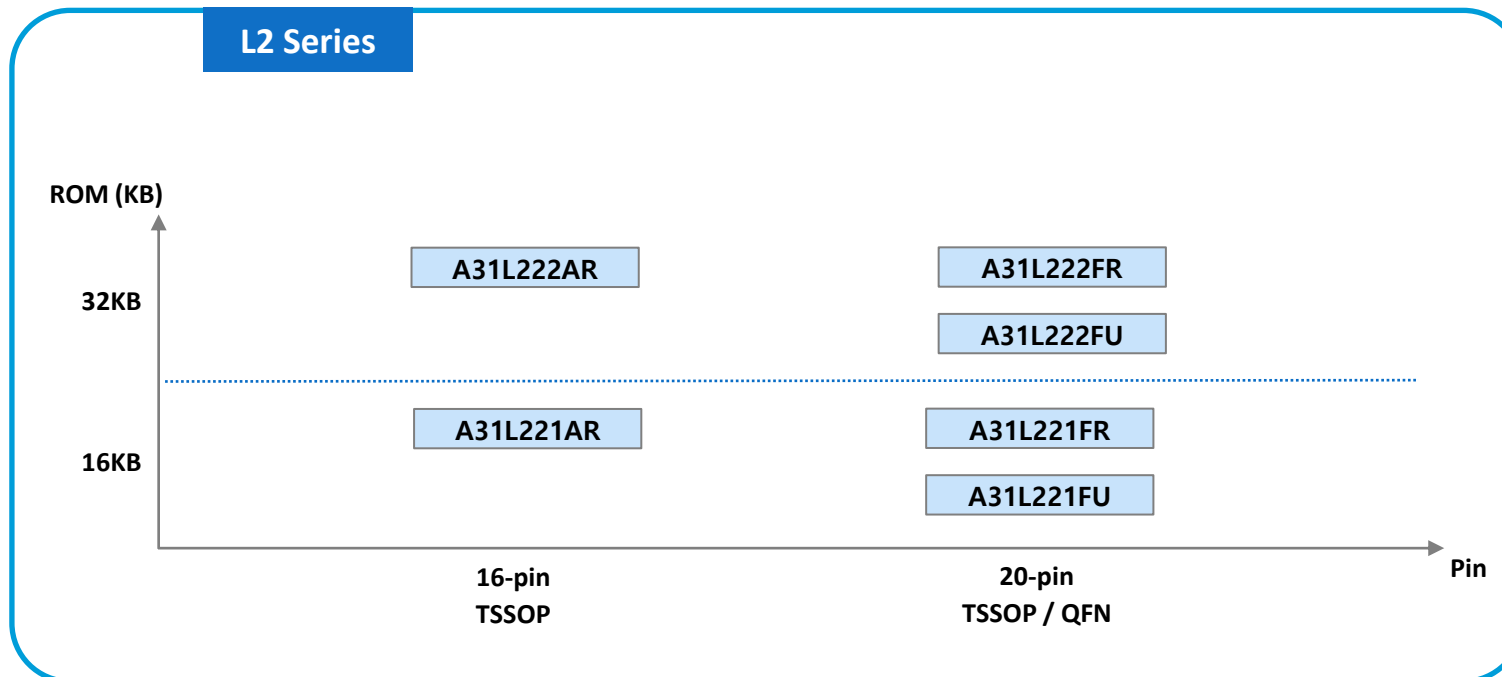 L2 Series
ROM (KB)
A31L222AR
A31L222FR
32KB
A31L222FU
A31L221AR
A31L221FR
16KB
A31L221FU
Pin
16-pin
20-pin
TSSOP
TSSOP / QFN